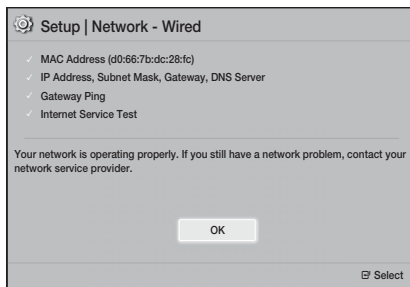 Setup | Network - Wired
MAC Address (d0:66:7b:dc:28:fc)
IP Address, Subnet Mask, Gateway, DNS Server
Gateway Ping
Internet Service Test
Your network is operating properly. If you still have a network problem, contact your
network service provider.
OK
Select